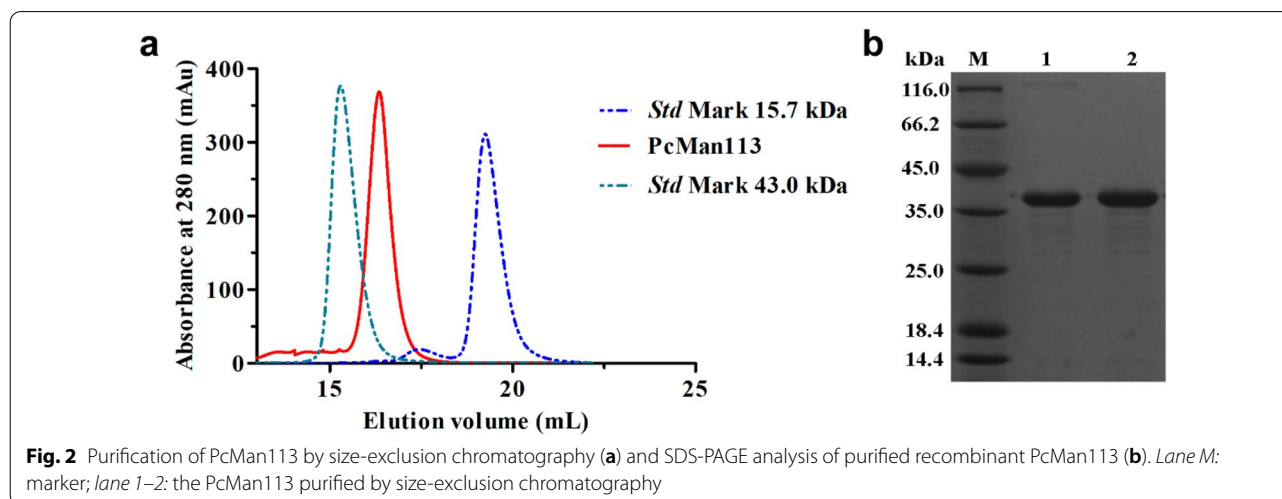 a
Absorbance at 280 nm (mAu)
400
300
200
100
0
15
20
25
Elution volume (mL)
Std Mark 15.7 kDa
PcMan113
Std Mark 43.0 kDa
b
kDa M 1 2
116.0
66.2
45.0
35.0
25.0
18.4
14.4
Fig. 2 Purification of PcMan113 by size-exclusion chromatography (a) and SDS-PAGE analysis of purified recombinant PcMan113 (b). Lane M:
marker; lane 1–2: the PcMan113 purified by size-exclusion chromatography